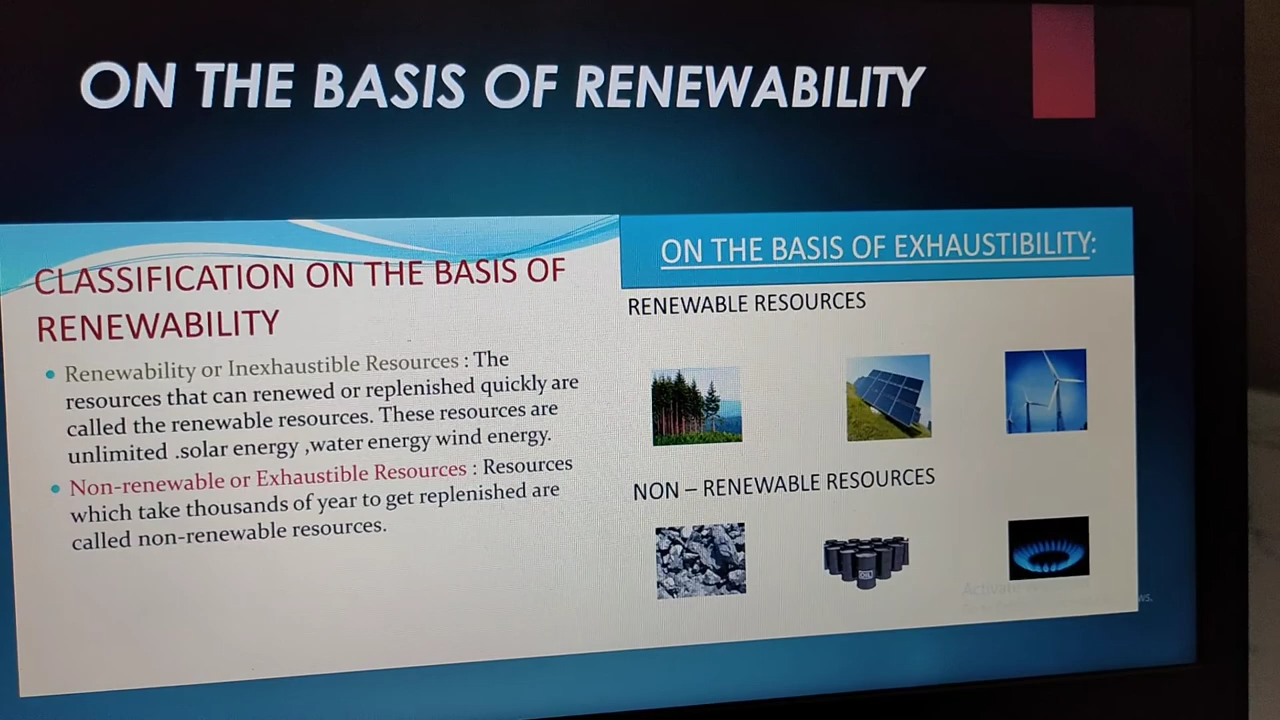 ON THE BASIS OF RENEWABILITY
CLASSIFICATION ON THE BASIS OF
RENEWABILITY
Renewability or Inexhaustible Resources : The
resources that can renewed or replenished quickly are
called the renewable resources. These resources are
unlimited .solar energy ,water energy wind energy.
Non-renewable or Exhaustible Resources : Resources
which take thousands of year to get replenished are
called non-renewable resources.
ON THE BASIS OF EXHAUSTIBILITY:
RENEWABLE RESOURCES
NON – RENEWABLE RESOURCES
OIL